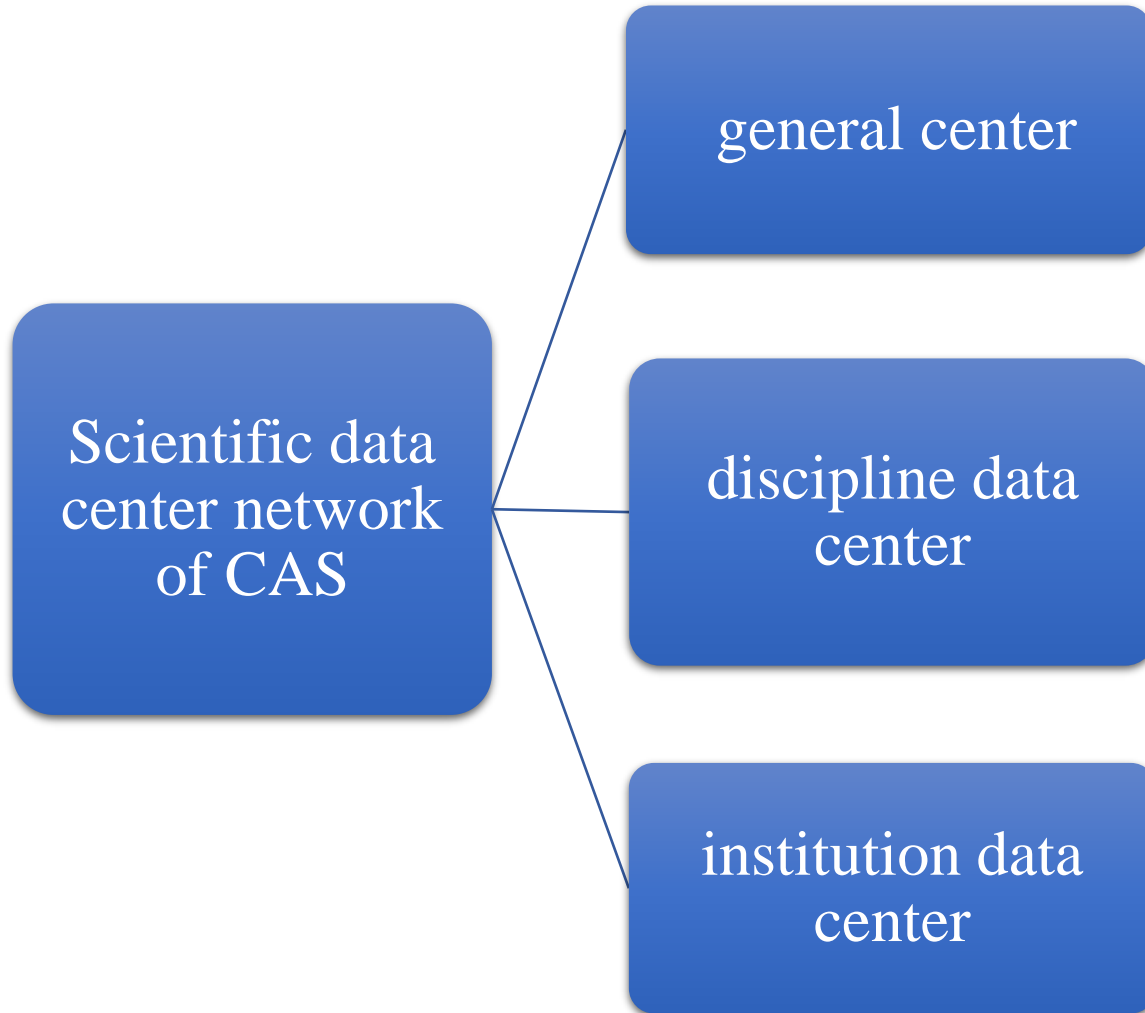 general center
Scientific data
center network
of CAS
discipline data
center
institution data
center